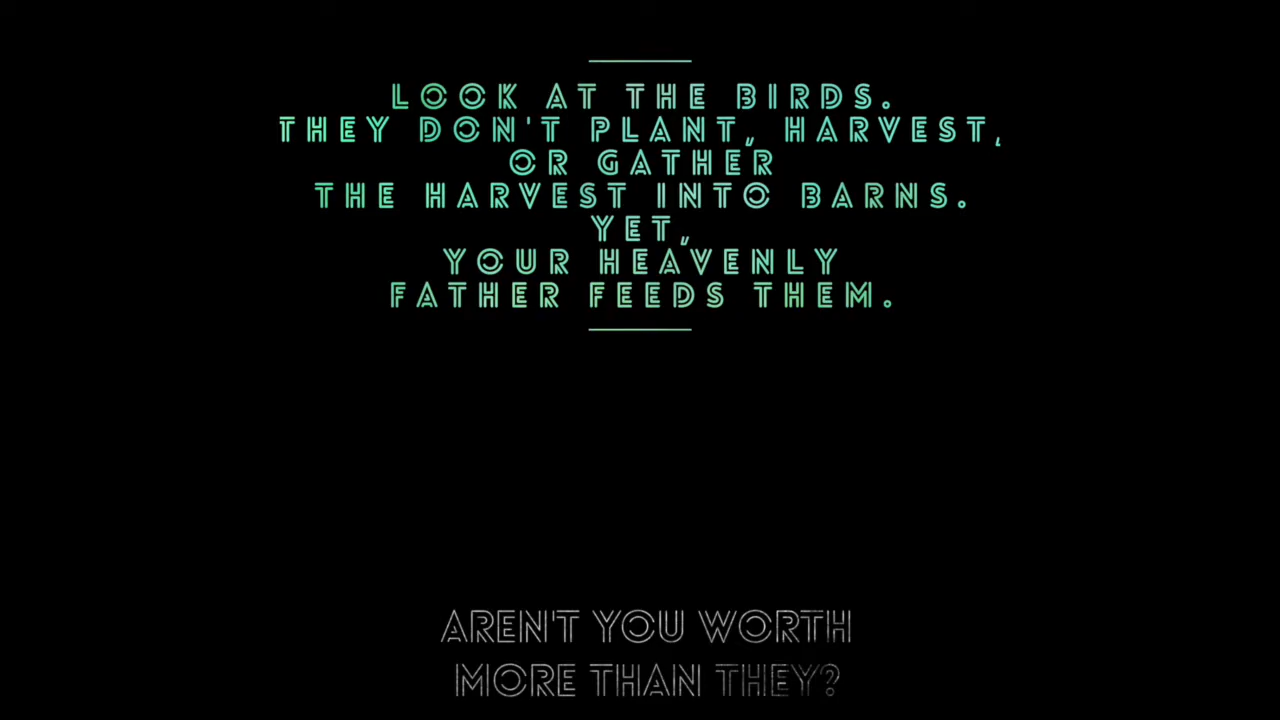 LOOK AT THE BIRDS.
THEY DON'T PLANT, HARVEST,
OR GATHER
THE HARVEST INTO BARNS.
YET,
YOUR HEAVENLY
FATHER FEEDS THEM.
AREN'T YOU WORTH
MORE THAN THEY?